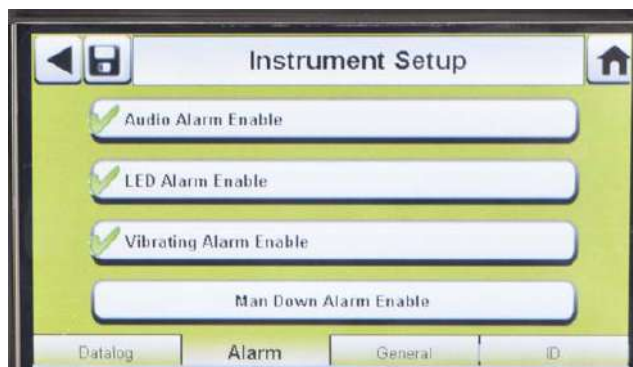 Instrument Setup
Audio Alarm Enable
LED Alarm Enable
Vibrating Alarm Enable
Man Down Alarm Enable
Datalog Alarm General ID